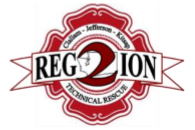 Clallam - Jefferson - Kitsap
REG2ION
TECHNICAL RESCUE